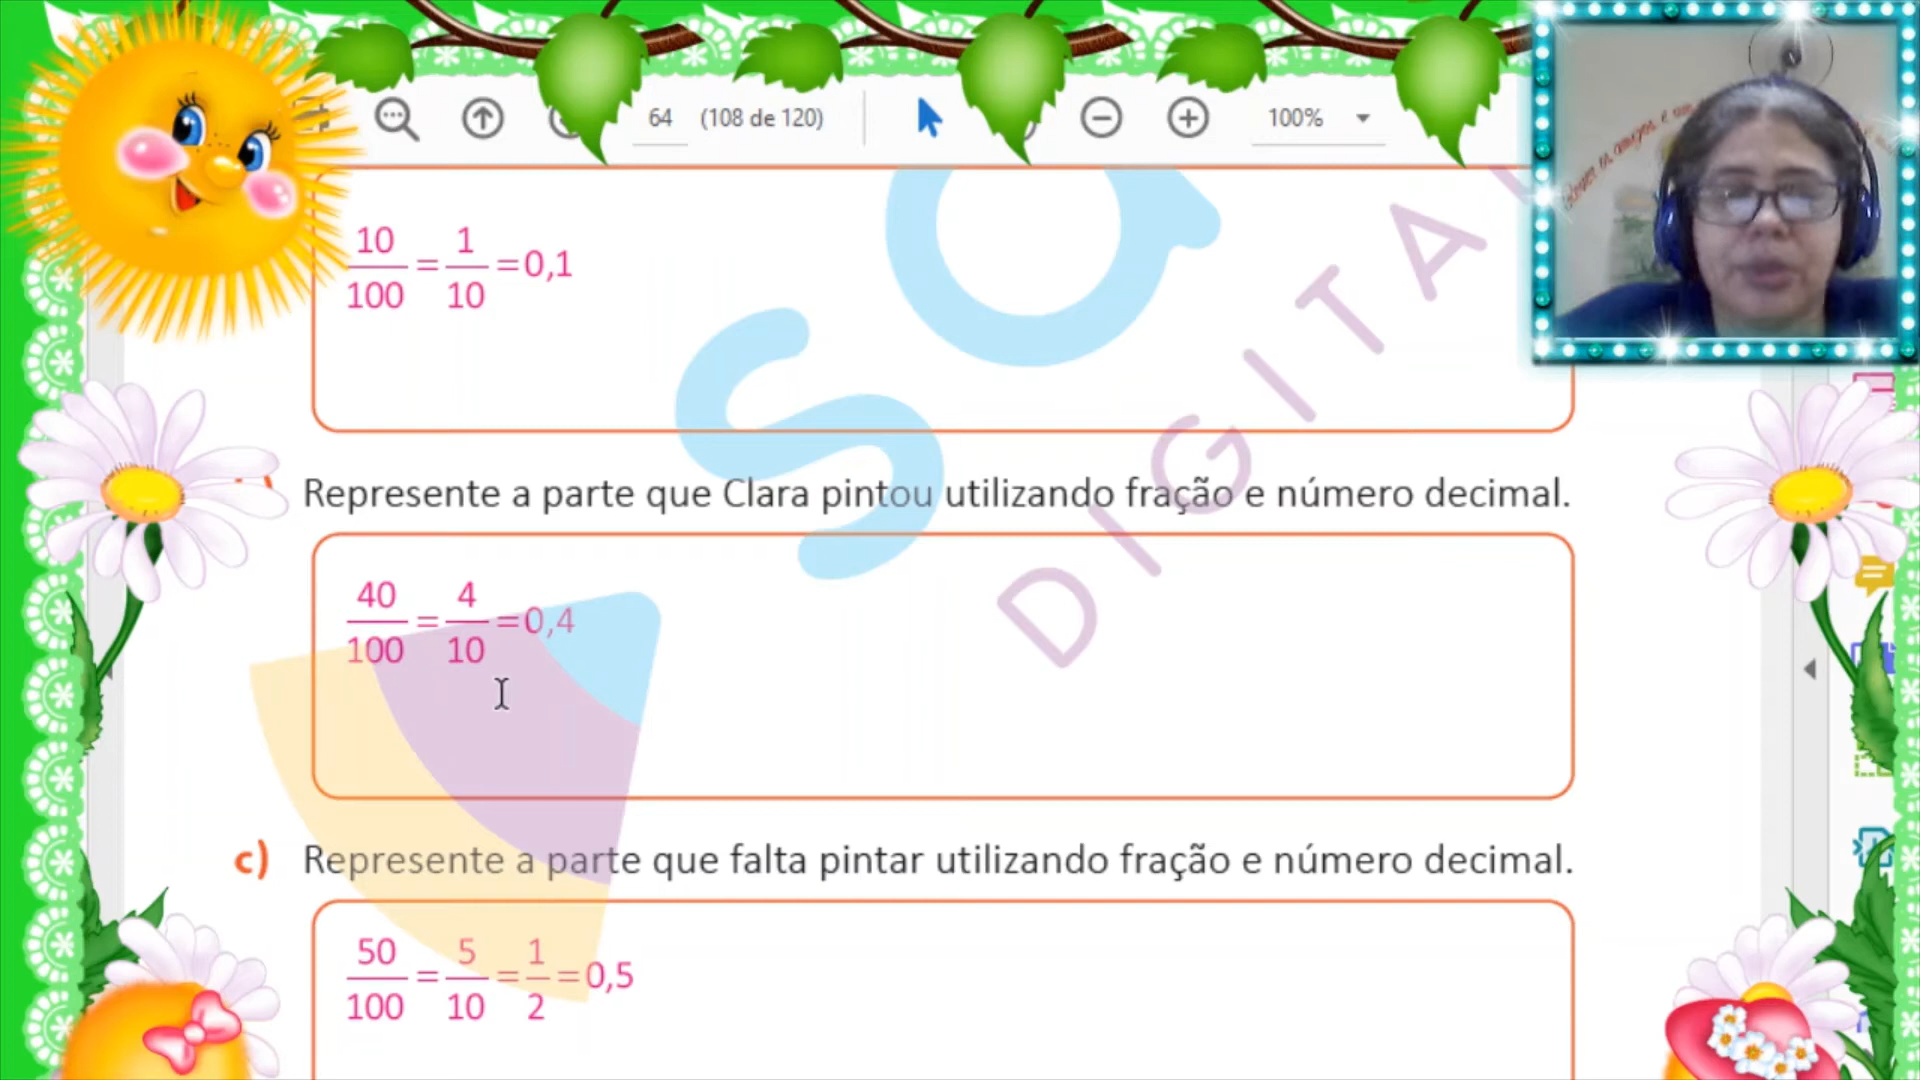 64 (108 de 120) 100%
10/100 = 1/10 = 0,1
Represente a parte que Clara pintou utilizando fração e número decimal.
40/100 = 4/10 = 0,4
c) Represente a parte que falta pintar utilizando fração e número decimal.
50/100 = 5/10 = 1/2 = 0,5